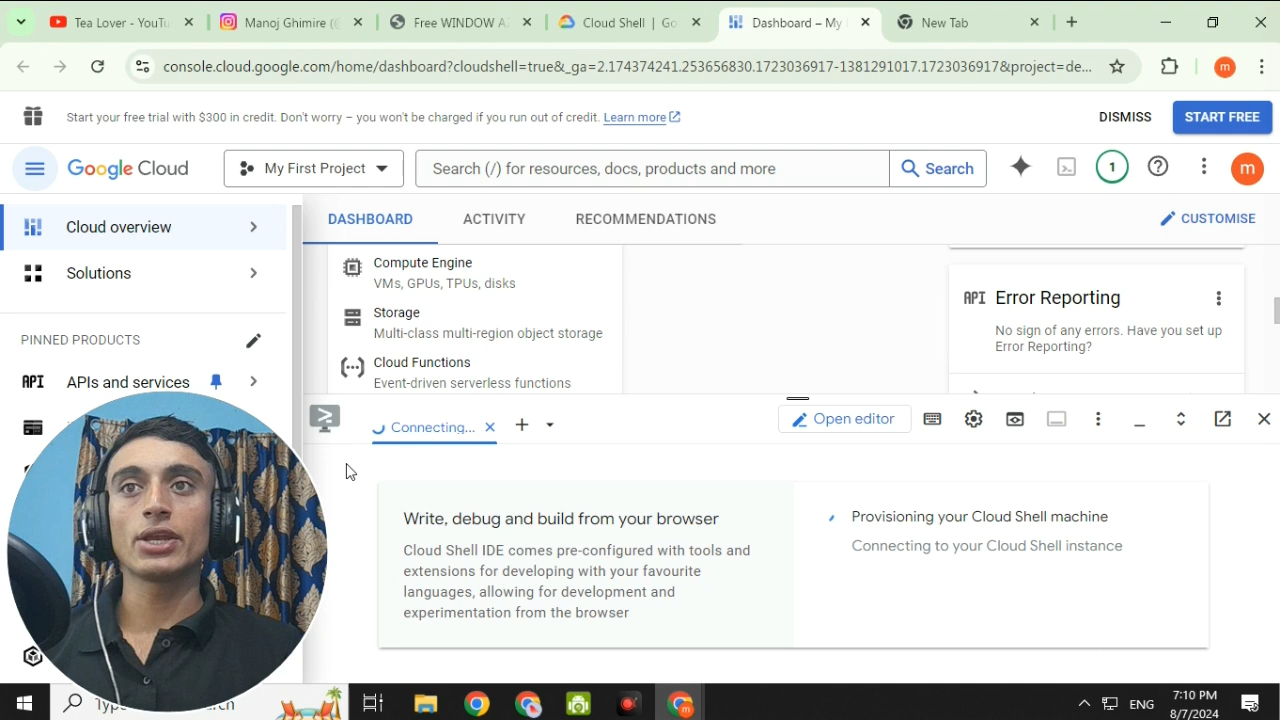 Tea Lover - YouTu
Manoj Ghimire (@
Free WINDOW A
Cloud Shell | Go
Dashboard – My
New Tab
console.cloud.google.com/home/dashboard?cloudshell=true&_ga=2.174374241.253656830.1723036917-1381291017.1723036917&project=de...
m
Start your free trial with $300 in credit. Don't worry – you won't be charged if you run out of credit. Learn more
DISMISS
START FREE
Google Cloud
My First Project
Search (/) for resources, docs, products and more
Search
1
m
Cloud overview
Solutions
PINNED PRODUCTS
API APIs and services
DASHBOARD
ACTIVITY
RECOMMENDATIONS
CUSTOMISE
Compute Engine
VMs, GPUs, TPUs, disks
Storage
Multi-class multi-region object storage
Cloud Functions
Event-driven serverless functions
API Error Reporting
No sign of any errors. Have you set up
Error Reporting?
Connecting...
Open editor
Write, debug and build from your browser
Cloud Shell IDE comes pre-configured with tools and
extensions for developing with your favourite
languages, allowing for development and
experimentation from the browser
Provisioning your Cloud Shell machine
Connecting to your Cloud Shell instance
ENG
7:10 PM
8/7/2024